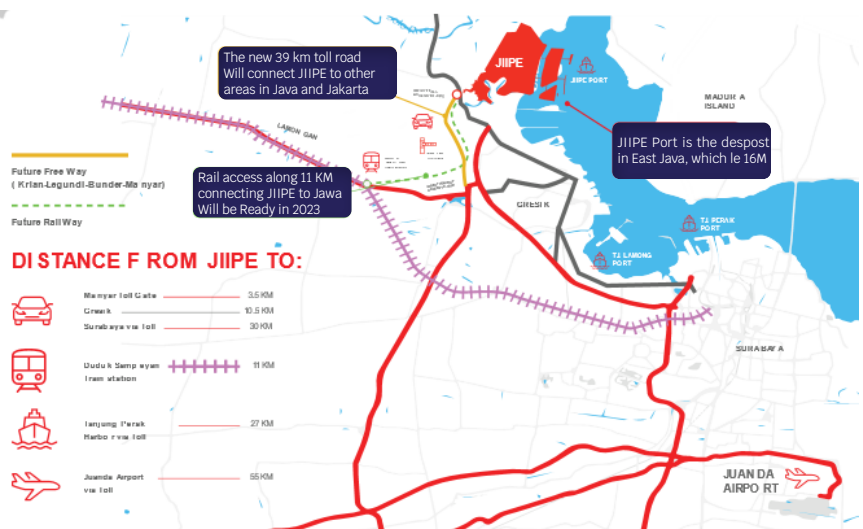 The new 39 km toll road
Will connect JIIPE to other
areas in Java and Jakarta
JIIPE
JIIPE PORT
MADURA
ISLAND
JIIPE Port is the despost
in East Java, which le 16M
LAMONGAN
Rail access along 11 KM
connecting JIIPE to Jawa
Will be Ready in 2023
GRESIK
TJ. PERAK
PORT
TJ. LAMONG
PORT
SURABAYA
JUANDA
AIRPORT
Future Free Way
( Krian-Legundi-Bunder-Manyar)
Future Rail Way
DISTANCE FROM JIIPE TO:
Manyar Toll Gate 3.5 KM
Gresik 10.5 KM
Surabaya via Toll 30 KM
Duduk Sampeyan 11 KM
Tram station
Tanjung Perak 27 KM
Harbor via Toll
Juanda Airport 55 KM
via Toll